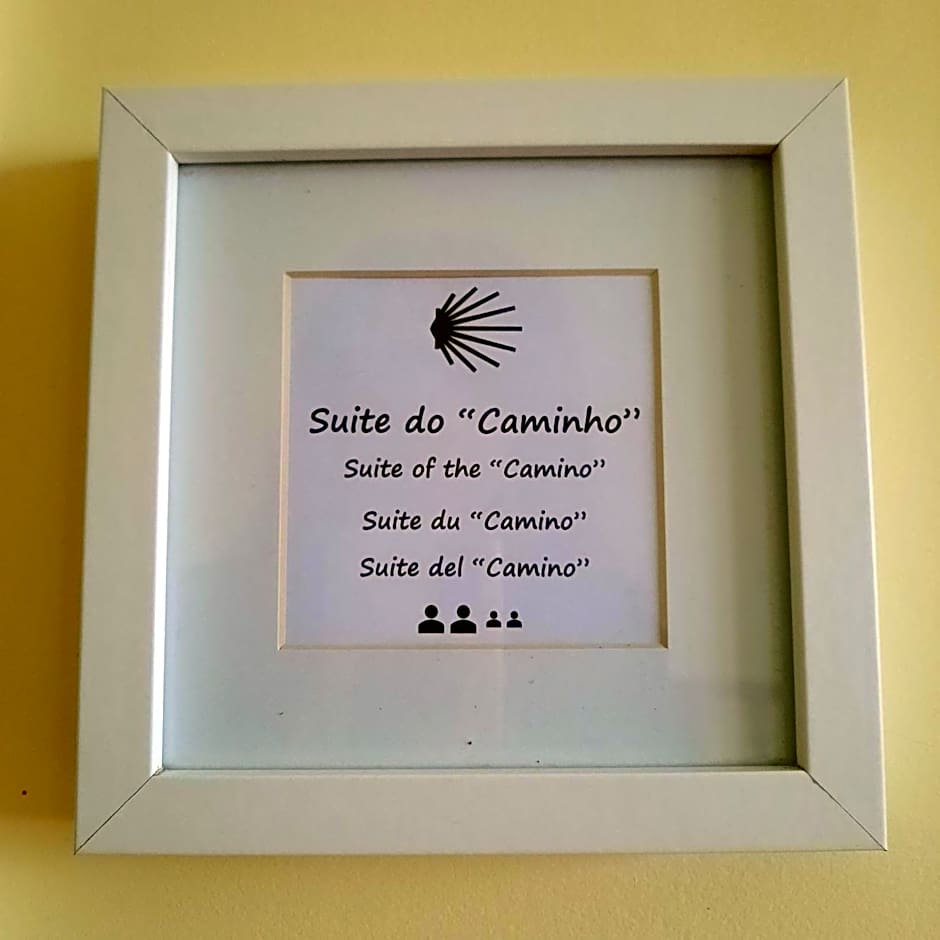 Suite do “Caminho”
Suite of the “Camino”
Suite du “Camino”
Suite del “Camino”